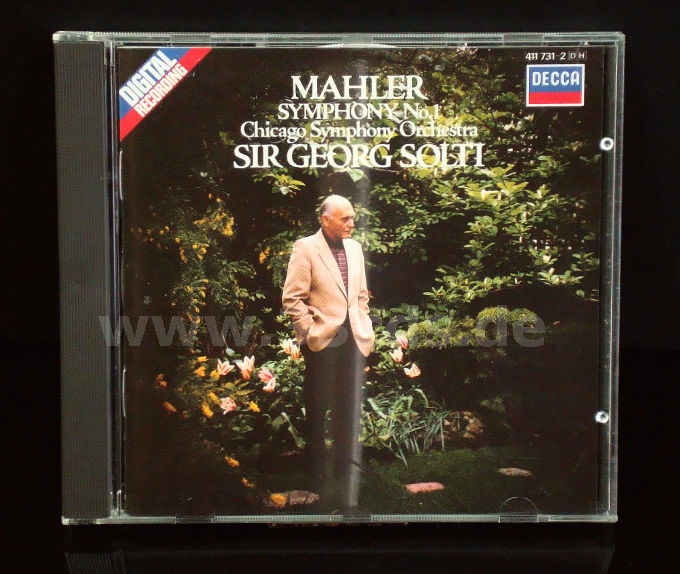 DIGITAL
RECORDING
411 731-2 DH
DECCA
MAHLER
SYMPHONY No.1
Chicago Symphony Orchestra
SIR GEORG SOLTI